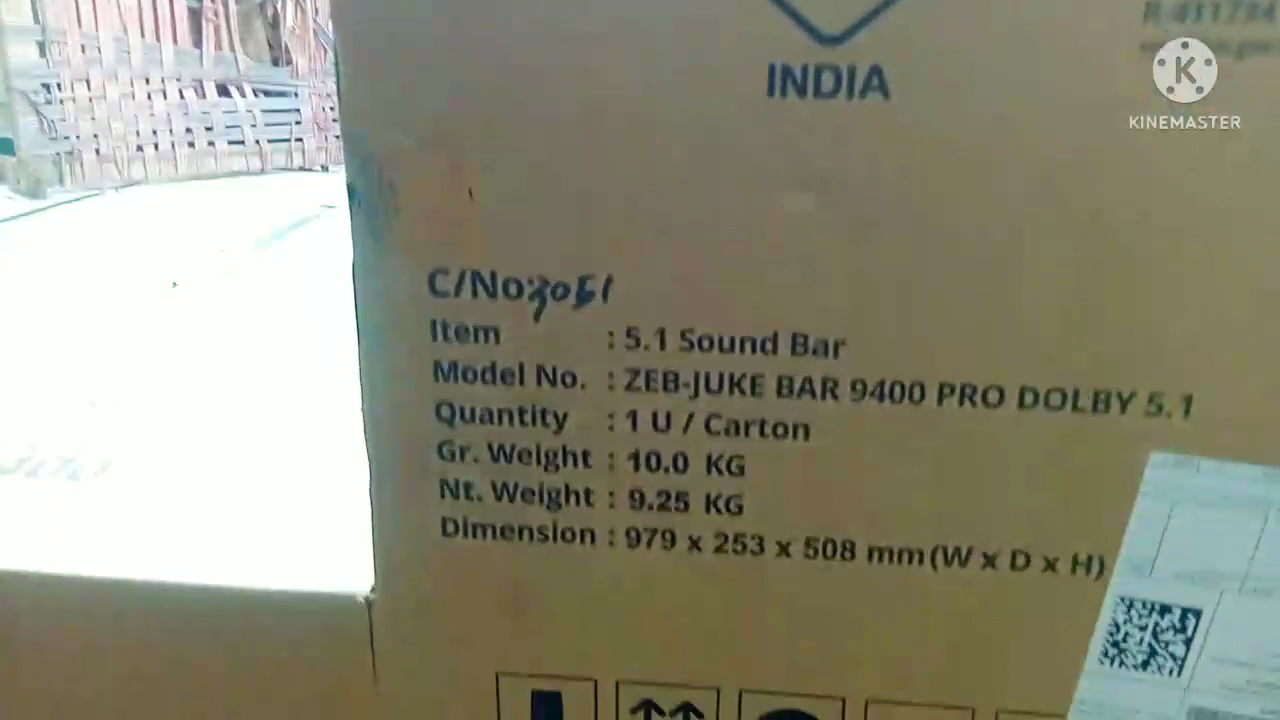 INDIA
KINEMASTER
C/No: 3051
Item : 5.1 Sound Bar
Model No. : ZEB-JUKE BAR 9400 PRO DOLBY 5.1
Quantity : 1 U / Carton
Gr. Weight : 10.0 KG
Nt. Weight : 9.25 KG
Dimension : 979 x 253 x 508 mm (W x D x H)